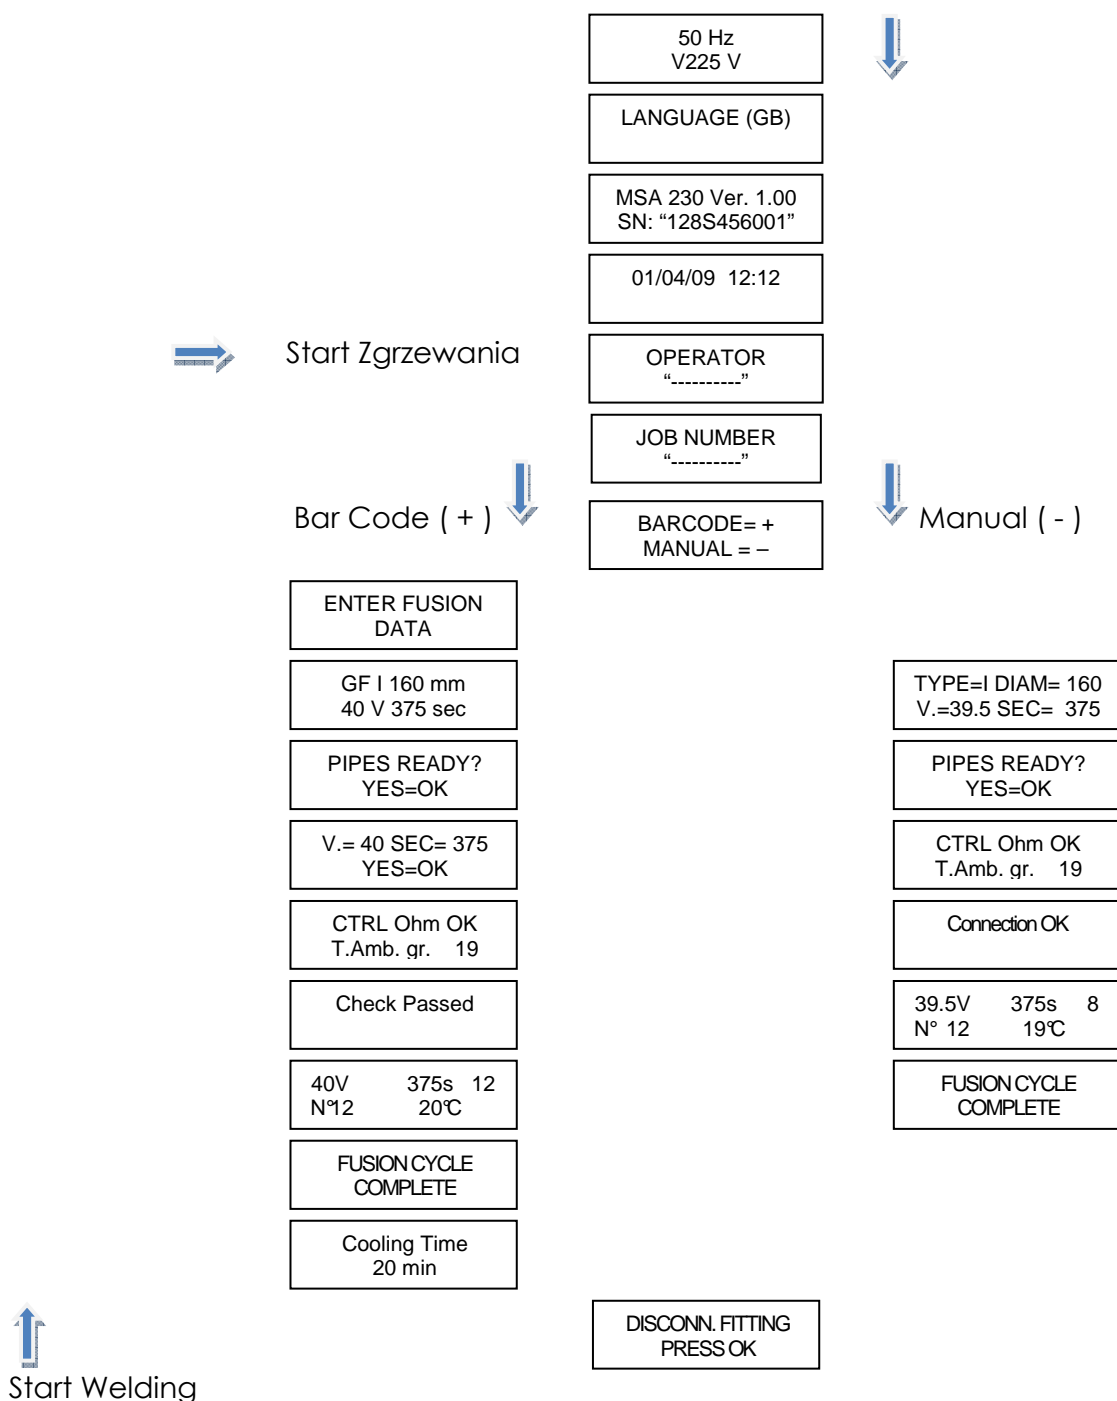 50 Hz
V225 V
LANGUAGE (GB)
MSA 230 Ver. 1.00
SN: “128S456001”
01/04/09 12:12
Start Zgrzewania
OPERATOR
“----------”
JOB NUMBER
“----------”
Bar Code ( + )
BARCODE= +
MANUAL = –
Manual ( - )
ENTER FUSION
DATA
GF I 160 mm
40 V 375 sec
PIPES READY?
YES=OK
V.= 40 SEC= 375
YES=OK
CTRL Ohm OK
T.Amb. gr. 19
Check Passed
40V 375s 12
N°12 20°C
FUSION CYCLE
COMPLETE
Cooling Time
20 min
TYPE=I DIAM= 160
V.=39.5 SEC= 375
PIPES READY?
YES=OK
CTRL Ohm OK
T.Amb. gr. 19
Connection OK
39.5V 375s 8
N° 12 19°C
FUSION CYCLE
COMPLETE
DISCONN. FITTING
PRESS OK
Start Welding